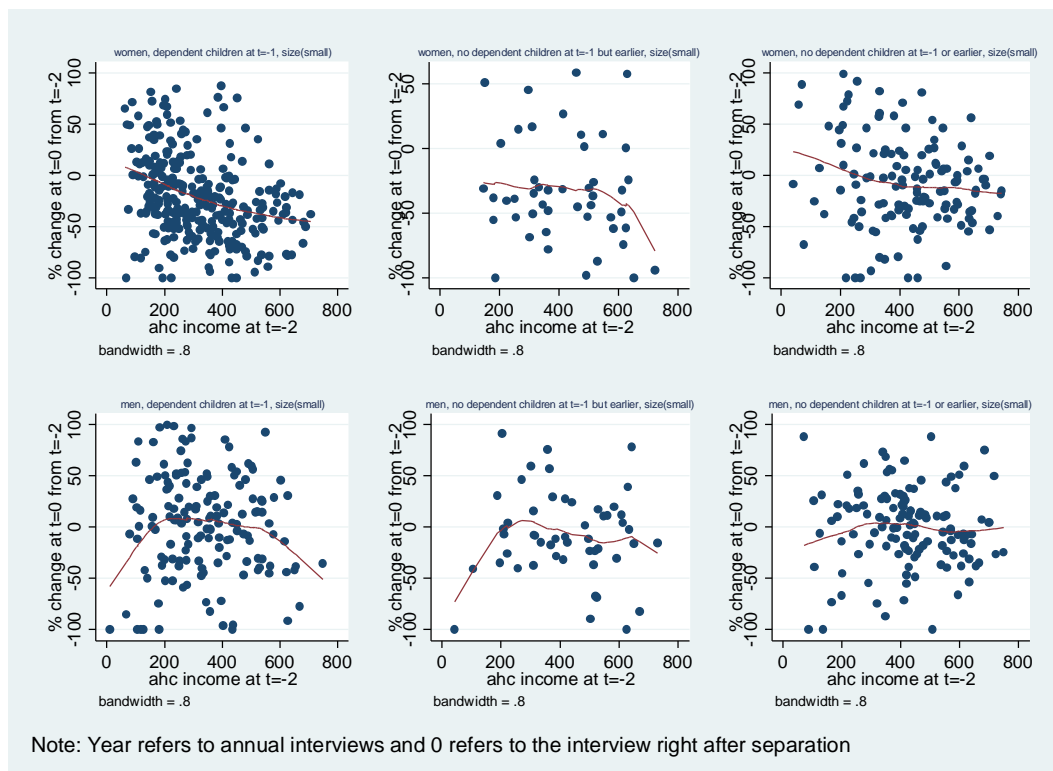 women, dependent children at t=-1, size(small)
% change at t=0 from t=-2
-100 -50 0 50 100
0 200 400 600 800
ahc income at t=-2
bandwidth = .8
women, no dependent children at t=-1 but earlier, size(small)
% change at t=0 from t=-2
-100 -50 0 50
0 200 400 600 800
ahc income at t=-2
bandwidth = .8
women, no dependent children at t=-1 or earlier, size(small)
% change at t=0 from t=-2
-100 -50 0 50 100
0 200 400 600 800
ahc income at t=-2
bandwidth = .8
men, dependent children at t=-1, size(small)
% change at t=0 from t=-2
-100 -50 0 50 100
0 200 400 600 800
ahc income at t=-2
bandwidth = .8
men, no dependent children at t=-1 but earlier, size(small)
% change at t=0 from t=-2
-100 -50 0 50 100
0 200 400 600 800
ahc income at t=-2
bandwidth = .8
men, no dependent children at t=-1 or earlier, size(small)
% change at t=0 from t=-2
-100 -50 0 50 100
0 200 400 600 800
ahc income at t=-2
bandwidth = .8
Note: Year refers to annual interviews and 0 refers to the interview right after separation